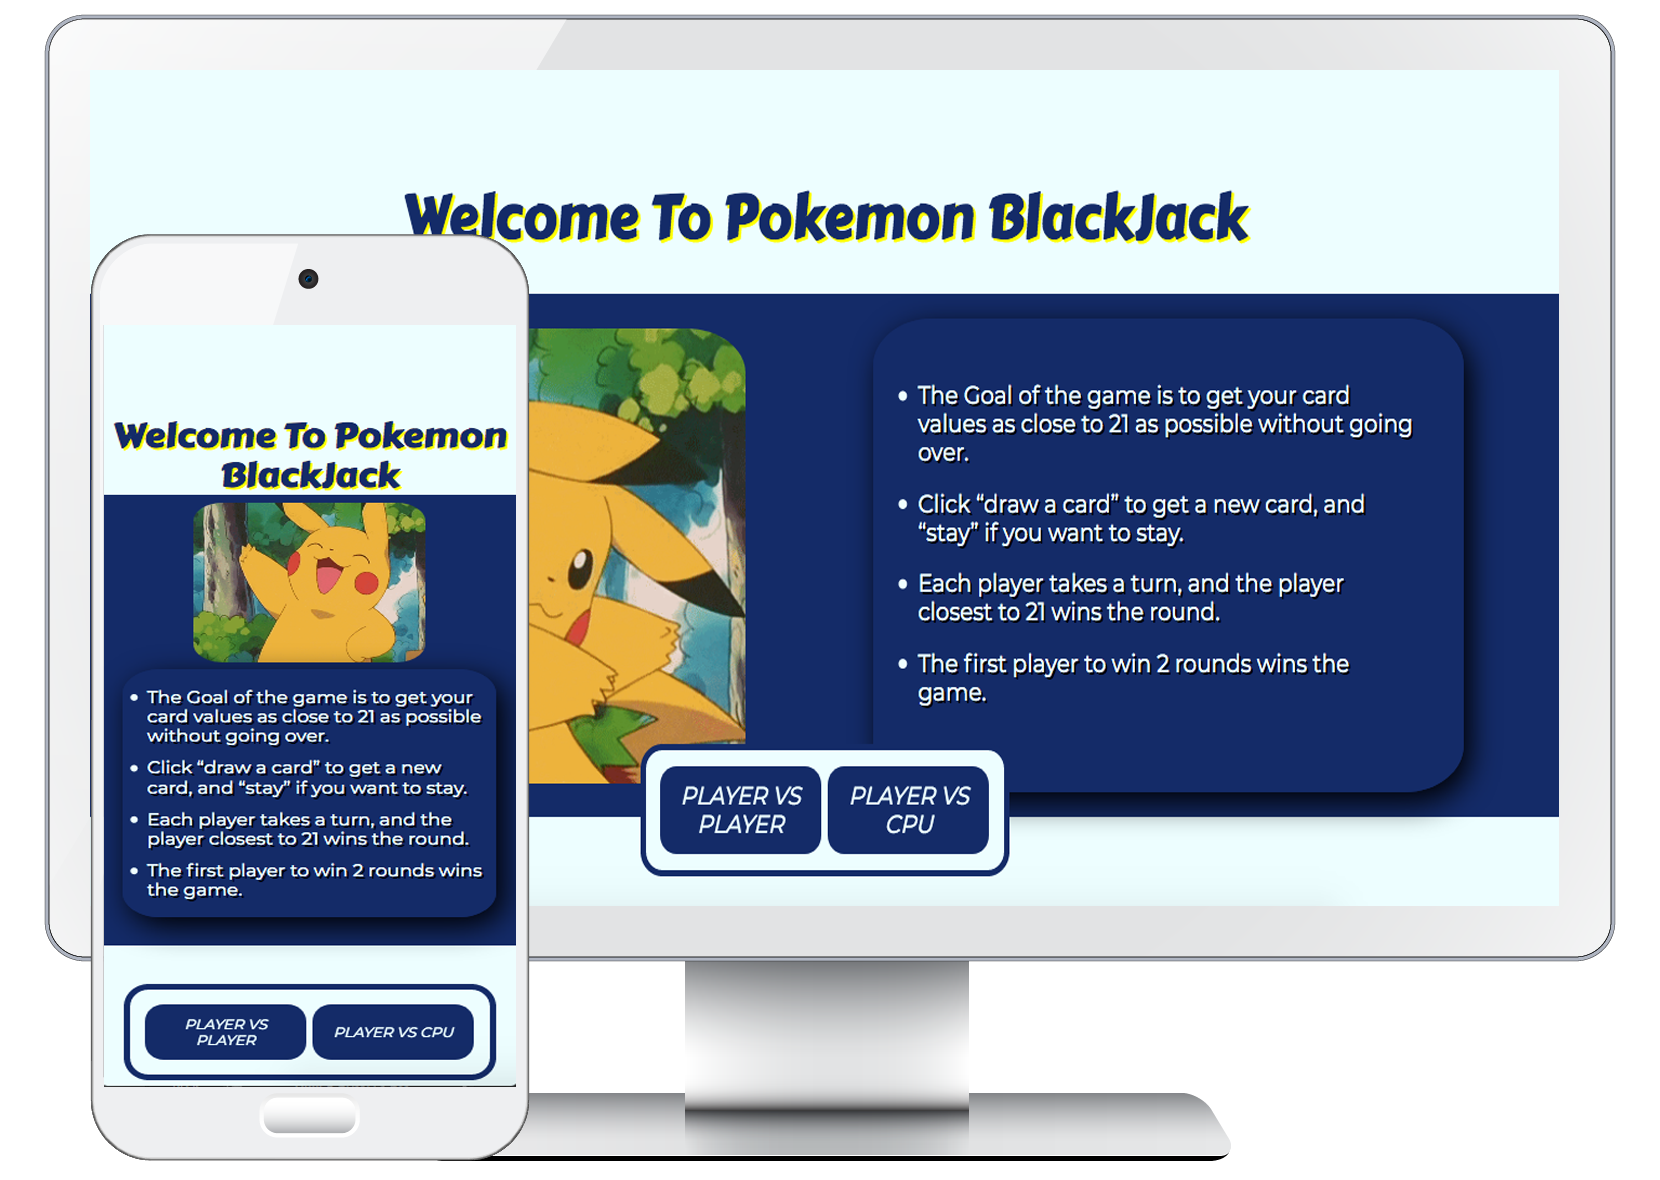 Welcome To Pokemon BlackJack
• The Goal of the game is to get your card
values as close to 21 as possible without going
over.
• Click “draw a card” to get a new card, and
“stay” if you want to stay.
• Each player takes a turn, and the player
closest to 21 wins the round.
• The first player to win 2 rounds wins the
game.
PLAYER VS
PLAYER
PLAYER VS
CPU
Welcome To Pokemon
BlackJack
• The Goal of the game is to get your
card values as close to 21 as possible
without going over.
• Click “draw a card” to get a new
card, and “stay” if you want to stay.
• Each player takes a turn, and the
player closest to 21 wins the round.
• The first player to win 2 rounds wins
the game.
PLAYER VS
PLAYER
PLAYER VS CPU